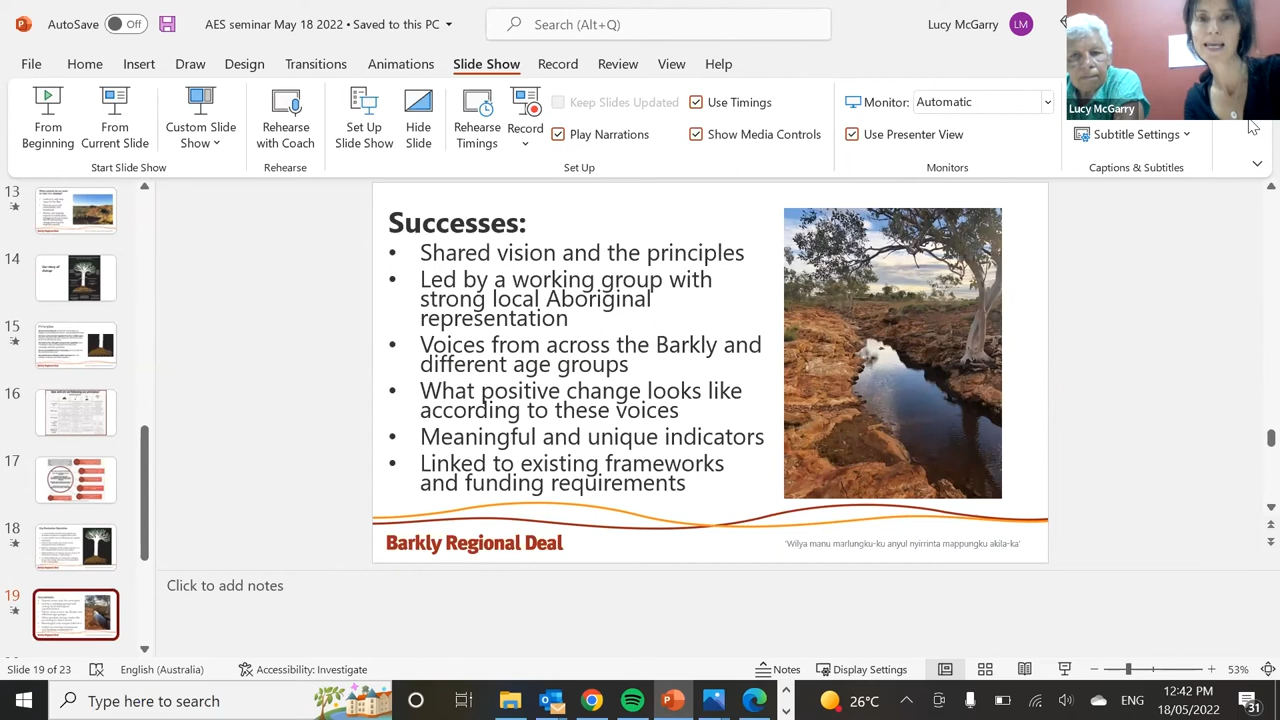 AutoSave Off AES seminar May 18 2022 • Saved to this PC Search (Alt+Q) Lucy McGarry LM
Lucy McGarry
File Home Insert Draw Design Transitions Animations Slide Show Record Review View Help
From Beginning
From Current Slide
Custom Slide Show
Start Slide Show
Rehearse with Coach
Rehearse
Set Up Slide Show
Hide Slide
Rehearse Timings
Record
Keep Slides Updated
Play Narrations
Use Timings
Show Media Controls
Set Up
Monitor: Automatic
Use Presenter View
Monitors
Subtitle Settings
Captions & Subtitles
13
14
15
Principles
16
17
18
19
Successes:
• Shared vision and the principles
• Led by a working group with
strong local Aboriginal
representation
• Voices from across the Barkly and
different age groups
• What positive change looks like
according to these voices
• Meaningful and unique indicators
• Linked to existing frameworks
and funding requirements
Barkly Regional Deal
'Wilya manu marlungku-ku anyul mirrinta mappungku akila-ka'
Click to add notes
Slide 19 of 23 English (Australia) Accessibility: Investigate Notes Display Settings 53%
Type here to search 26°C ENG 12:42 PM
18/05/2022 31